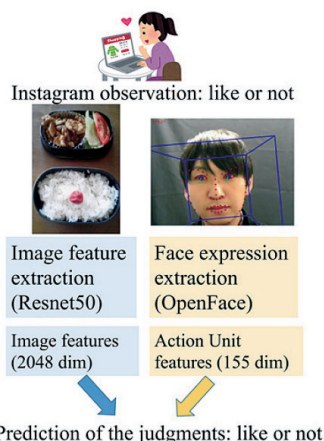 Instagram observation: like or not
Image feature
extraction
(Resnet50)
Face expression
extraction
(OpenFace)
Image features
(2048 dim)
Action Unit
features (155 dim)
Prediction of the judgments: like or not